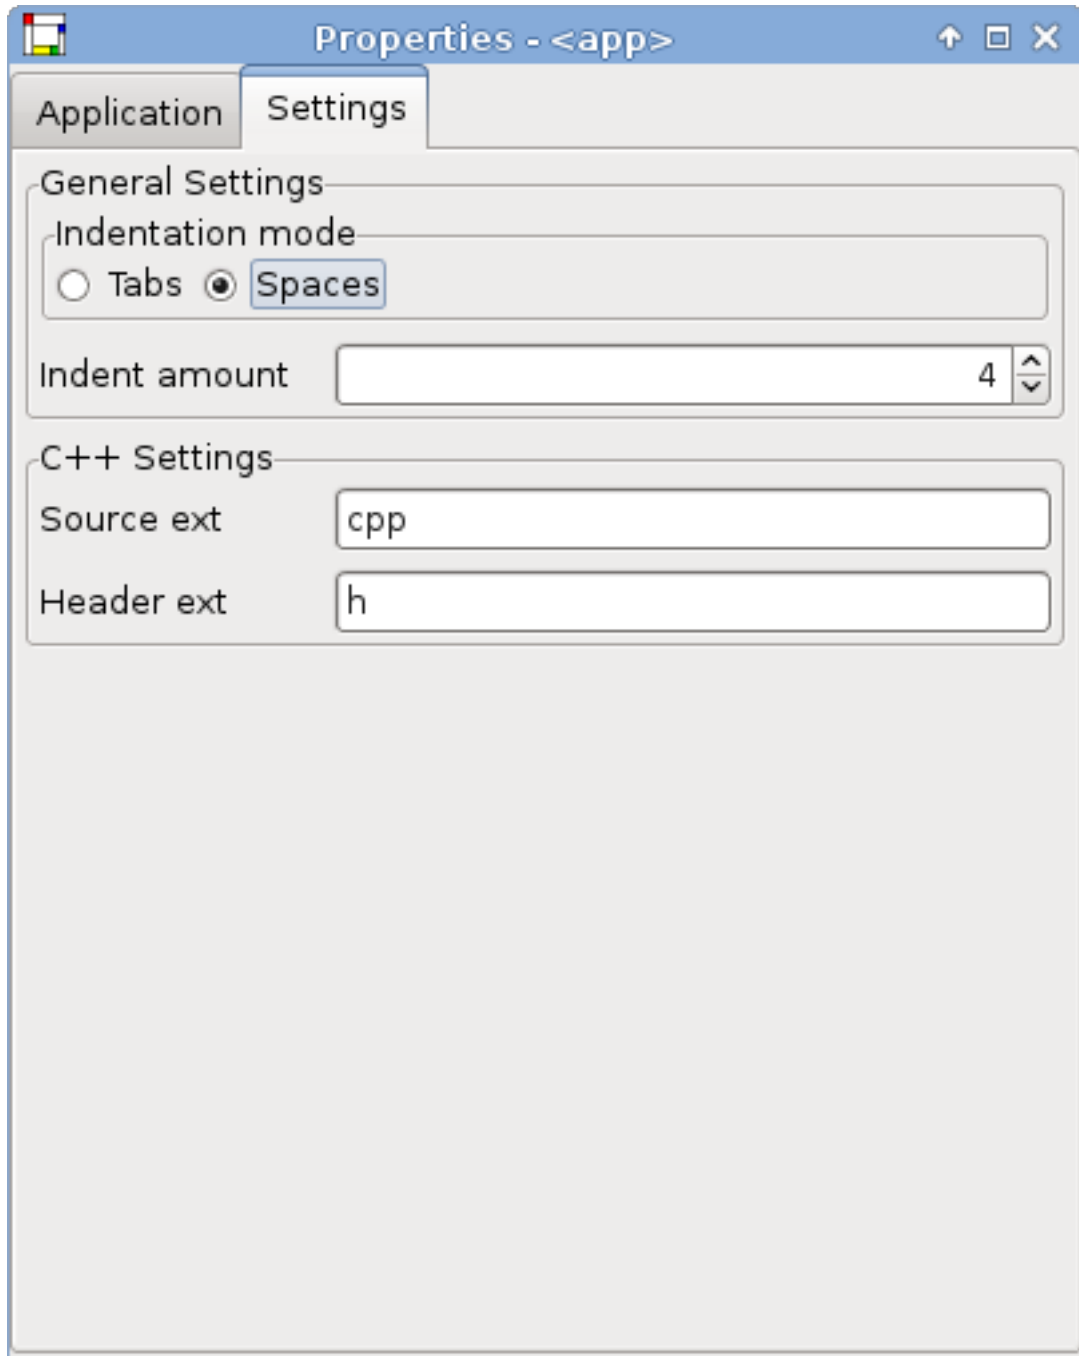 Properties - <app>
Application Settings
General Settings
Indentation mode
Tabs Spaces
Indent amount 4
C++ Settings
Source ext cpp
Header ext h